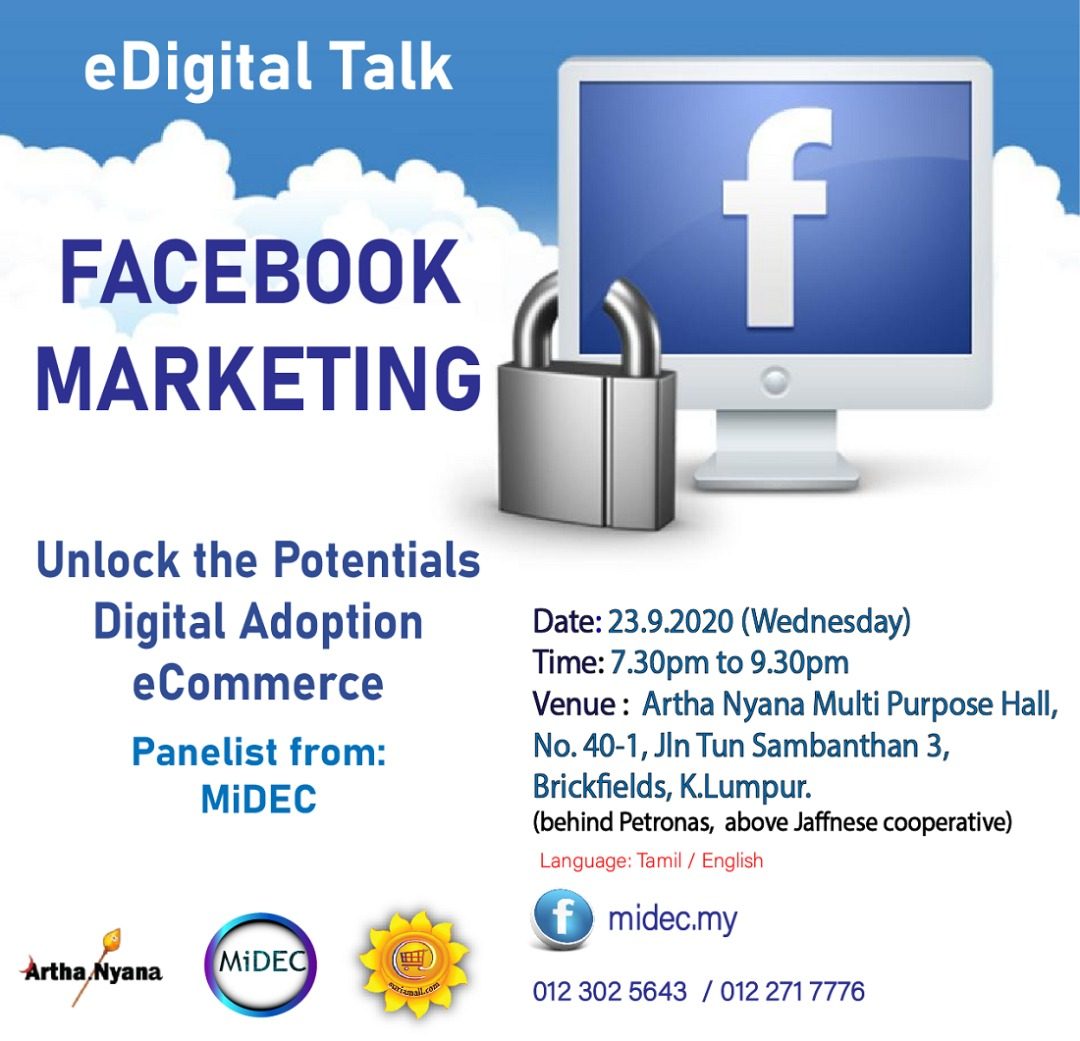 eDigital Talk
FACEBOOK
MARKETING
Unlock the Potentials
Digital Adoption
eCommerce
Panelist from:
MiDEC
Date: 23.9.2020 (Wednesday)
Time: 7.30pm to 9.30pm
Venue : Artha Nyana Multi Purpose Hall,
No. 40-1, Jln Tun Sambanthan 3,
Brickfields, K.Lumpur.
(behind Petronas, above Jaffnese cooperative)
Language: Tamil / English
f midec.my
012 302 5643 / 012 271 7776
Artha.Nyana
MiDEC